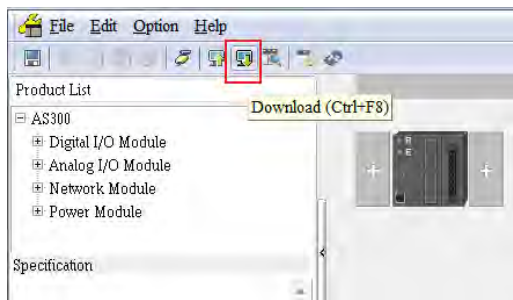 File Edit Option Help
Product List
Download (Ctrl+F8)
AS300
Digital I/O Module
Analog I/O Module
Network Module
Power Module
Specification